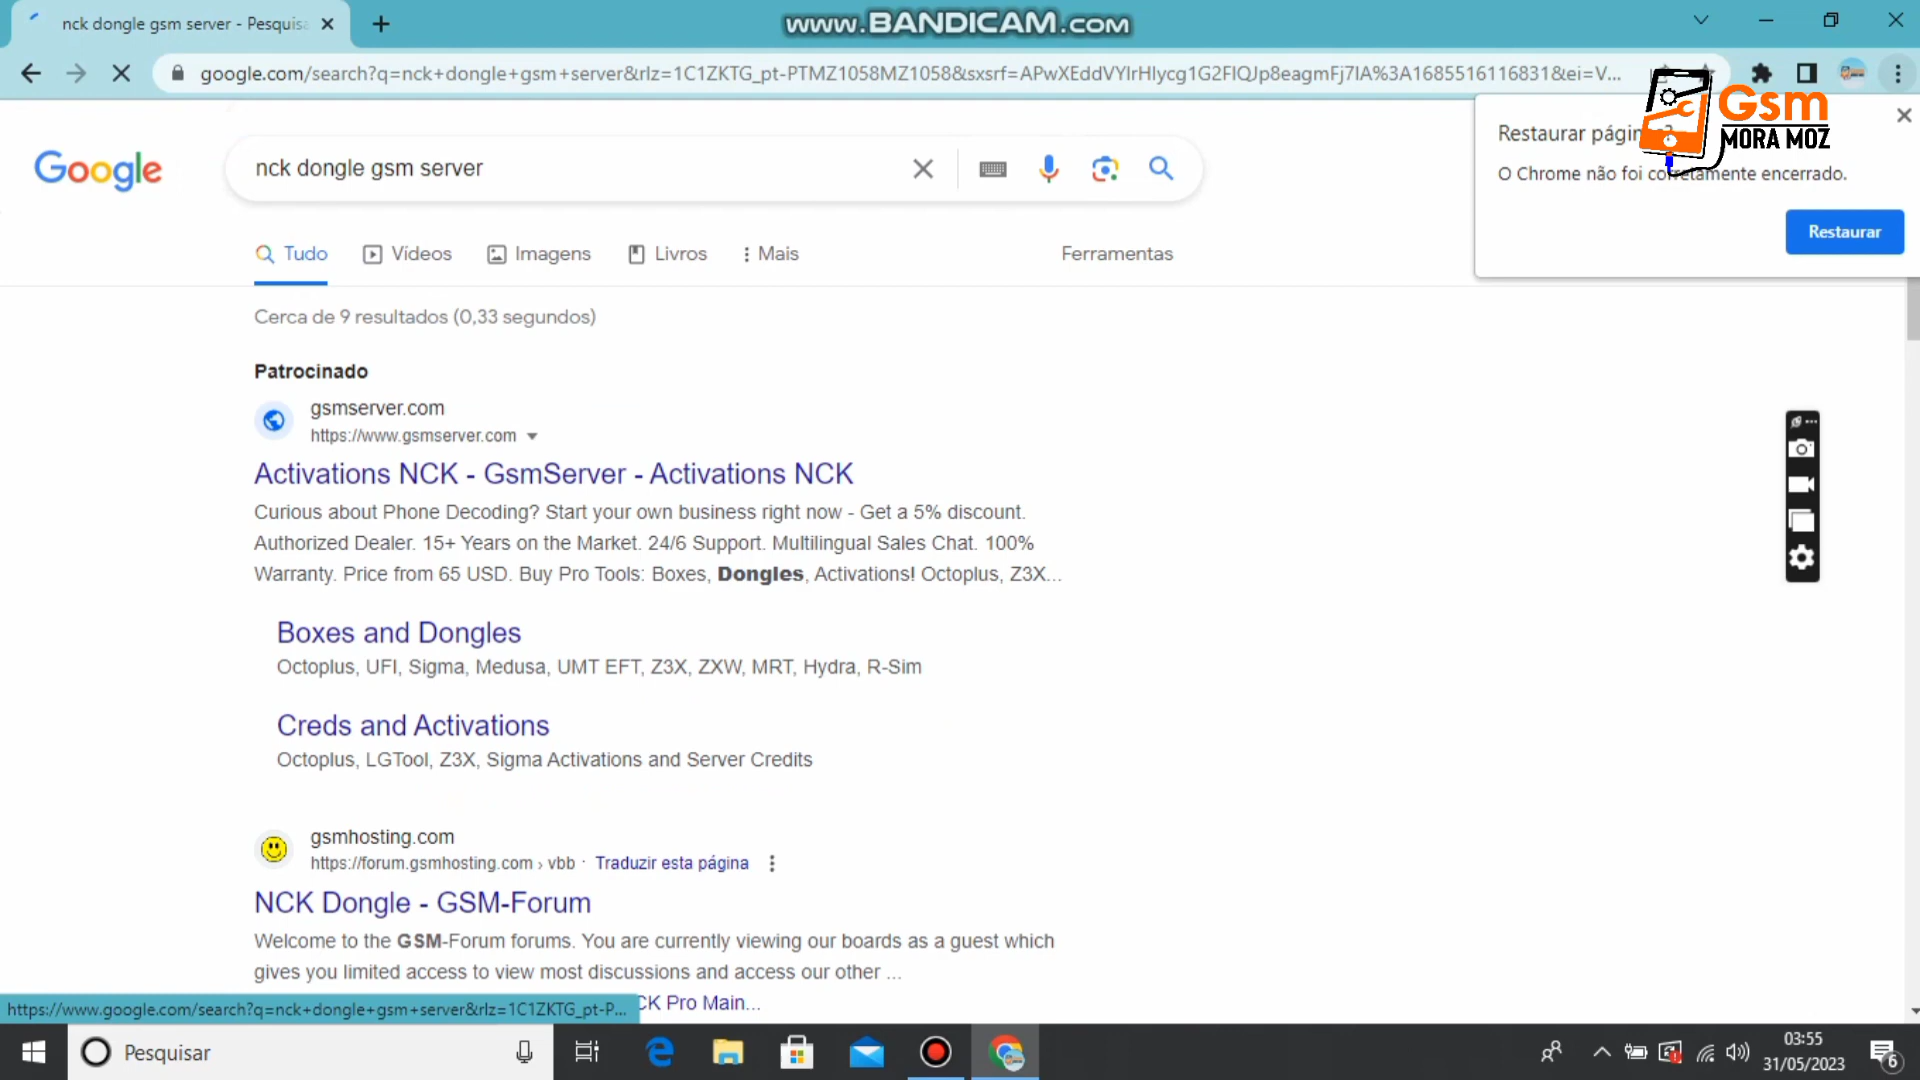 nck dongle gsm server - Pesquisa
www.BANDICAM.com
google.com/search?q=nck+dongle+gsm+server&rlz=1C1ZKTG_pt-PTMZ1058MZ1058&sxsrf=APwXEddVYIrHlycg1G2FIQJp8eagmFj7IA%3A1685516116831&ei=V...
Gsm
MORA MOZ
Restaurar
O Chrome não foi corretamente encerrado.
Restaurar
Google
nck dongle gsm server
Tudo
Vídeos
Imagens
Livros
Mais
Ferramentas
Cerca de 9 resultados (0,33 segundos)
Patrocinado
gsmserver.com
https://www.gsmserver.com
Activations NCK - GsmServer - Activations NCK
Curious about Phone Decoding? Start your own business right now - Get a 5% discount.
Authorized Dealer. 15+ Years on the Market. 24/6 Support. Multilingual Sales Chat. 100%
Warranty. Price from 65 USD. Buy Pro Tools: Boxes, Dongles, Activations! Octoplus, Z3X...
Boxes and Dongles
Octoplus, UFI, Sigma, Medusa, UMT EFT, Z3X, ZXW, MRT, Hydra, R-Sim
Creds and Activations
Octoplus, LGTool, Z3X, Sigma Activations and Server Credits
gsmhosting.com
https://forum.gsmhosting.com › vbb · Traduzir esta página
NCK Dongle - GSM-Forum
Welcome to the GSM-Forum forums. You are currently viewing our boards as a guest which
gives you limited access to view most discussions and access our other ...
CK Pro Main...
https://www.google.com/search?q=nck+dongle+gsm+server&rlz=1C1ZKTG_pt-P...
Pesquisar
03:55
31/05/2023
6